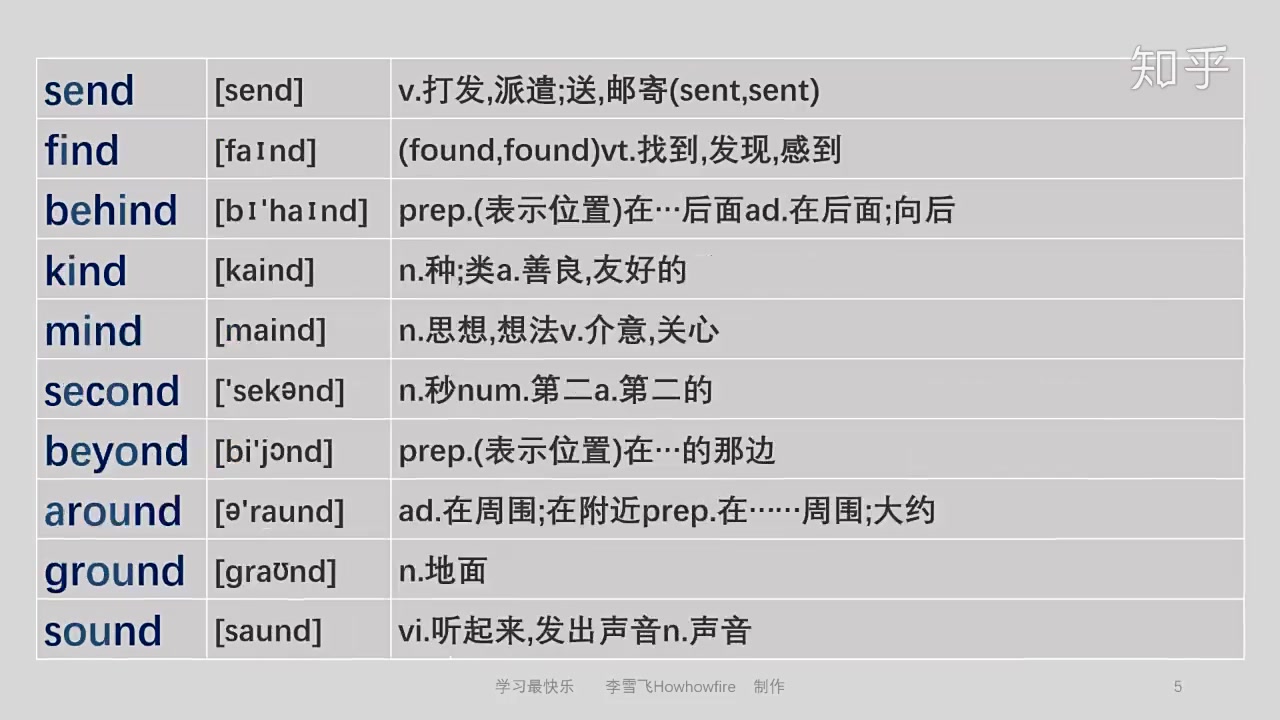 知乎
send [send] v.打发,派遣;送,邮寄(sent,sent)
find [faɪnd] (found,found)vt.找到,发现,感到
behind [bɪ'haɪnd] prep.(表示位置)在…后面ad.在后面;向后
kind [kaind] n.种;类a.善良,友好的
mind [maind] n.思想,想法v.介意,关心
second ['sekənd] n.秒num.第二a.第二的
beyond [bi'jɔnd] prep.(表示位置)在…的那边
around [ə'raund] ad.在周围;在附近prep.在……周围;大约
ground [graʊnd] n.地面
sound [saund] vi.听起来,发出声音n.声音
学习最快乐 李雪飞Howhowfire 制作 5